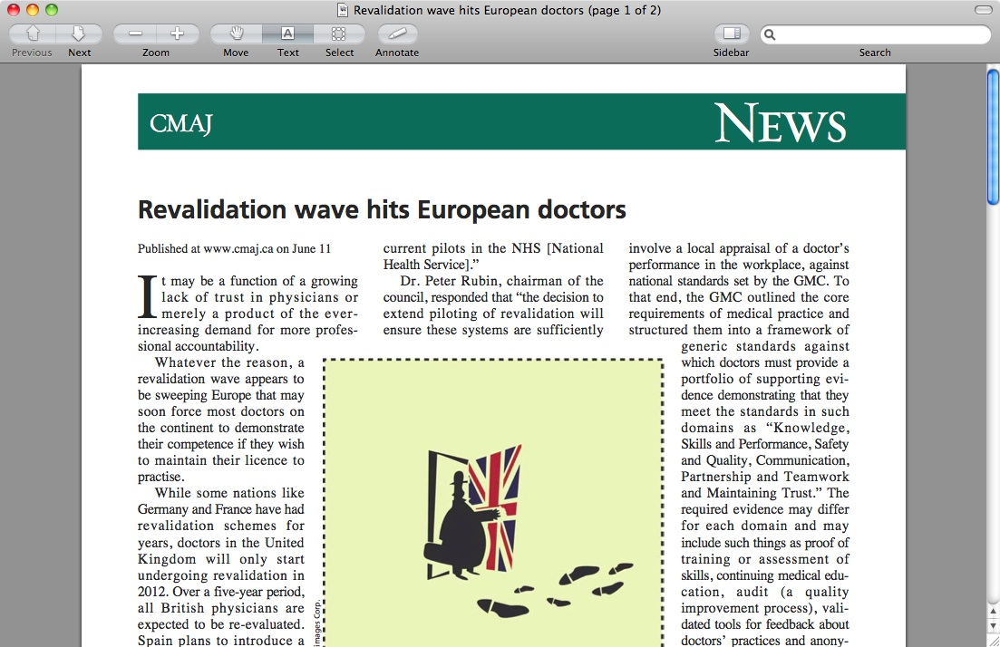 Revalidation wave hits European doctors (page 1 of 2)
Previous Next Zoom Move Text Select Annotate Sidebar Search
CMAJ NEWS
Revalidation wave hits European doctors
Published at www.cmaj.ca on June 11
It may be a function of a growing
lack of trust in physicians or
merely a product of the ever-
increasing demand for more profes-
sional accountability.
Whatever the reason, a
revalidation wave appears to
be sweeping Europe that may
soon force most doctors on
the continent to demonstrate
their competence if they wish
to maintain their licence to
practise.
While some nations like
Germany and France have had
revalidation schemes for
years, doctors in the United
Kingdom will only start
undergoing revalidation in
2012. Over a five-year period,
all British physicians are
expected to be re-evaluated.
Spain plans to introduce a
current pilots in the NHS [National
Health Service].”
Dr. Peter Rubin, chairman of the
council, responded that “the decision to
extend piloting of revalidation will
ensure these systems are sufficiently
images Corp.
involve a local appraisal of a doctor’s
performance in the workplace, against
national standards set by the GMC. To
that end, the GMC outlined the core
requirements of medical practice and
structured them into a framework of
generic standards against
which doctors must provide a
portfolio of supporting evi-
dence demonstrating that they
meet the standards in such
domains as “Knowledge,
Skills and Performance, Safety
and Quality, Communication,
Partnership and Teamwork
and Maintaining Trust.” The
required evidence may differ
for each domain and may
include such things as proof of
training or assessment of
skills, continuing medical edu-
cation, audit (a quality
improvement process), vali-
dated tools for feedback about
doctors’ practices and anony-